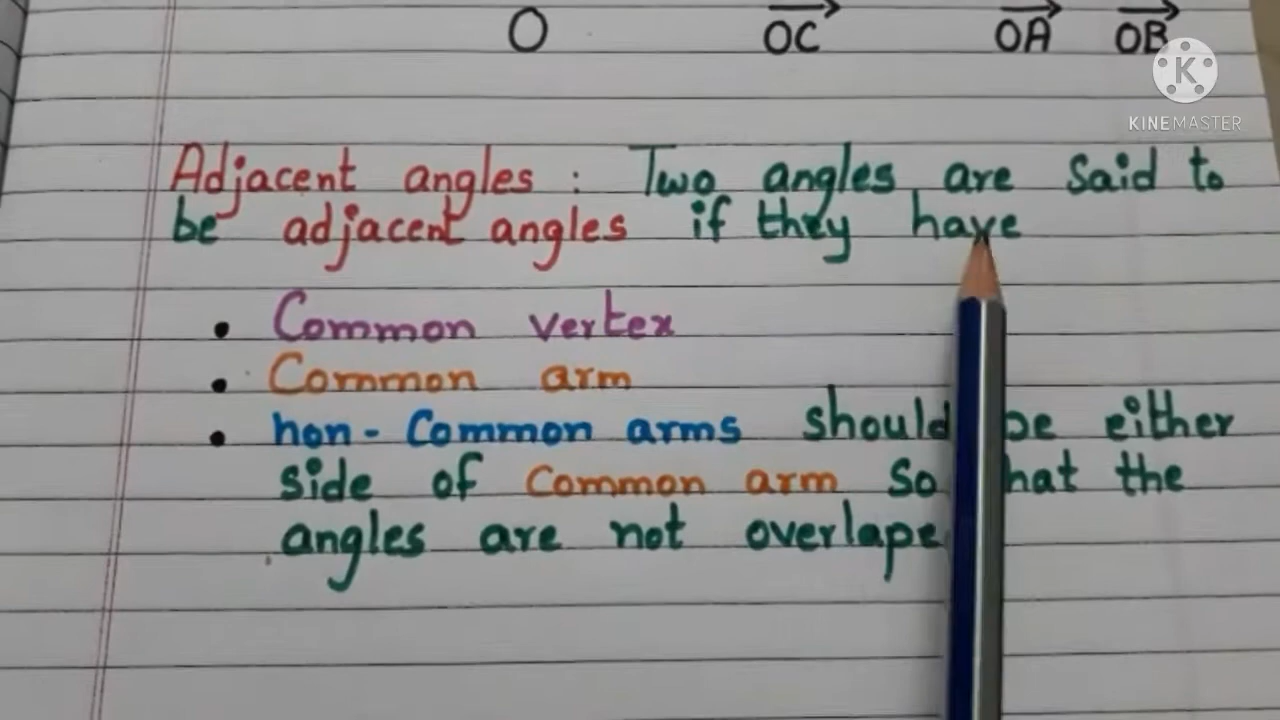 O OC OA OB
KINEMASTER
Adjacent angles : Two angles are said to
be adjacent angles if they have
• Common vertex
• Common arm
• non-Common arms should be either
side of Common arm so that the
angles are not overlape